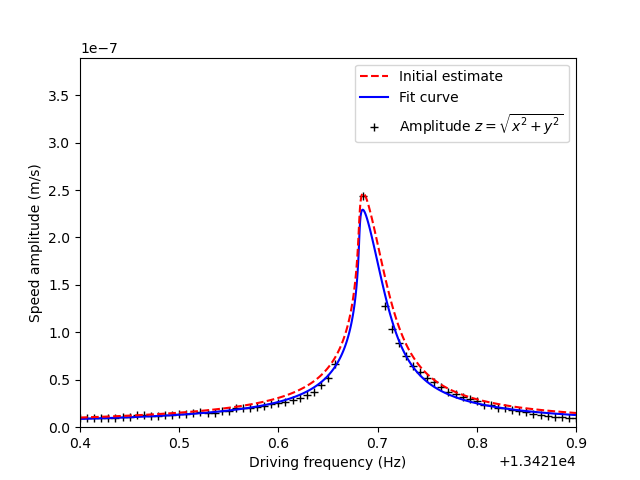 1e−7
3.5
3.0
2.5
2.0
1.5
1.0
0.5
0.0
Speed amplitude (m/s)
Initial estimate
Fit curve
Amplitude z = √x² + y²
0.4 0.5 0.6 0.7 0.8 0.9
Driving frequency (Hz)
+1.3421e4